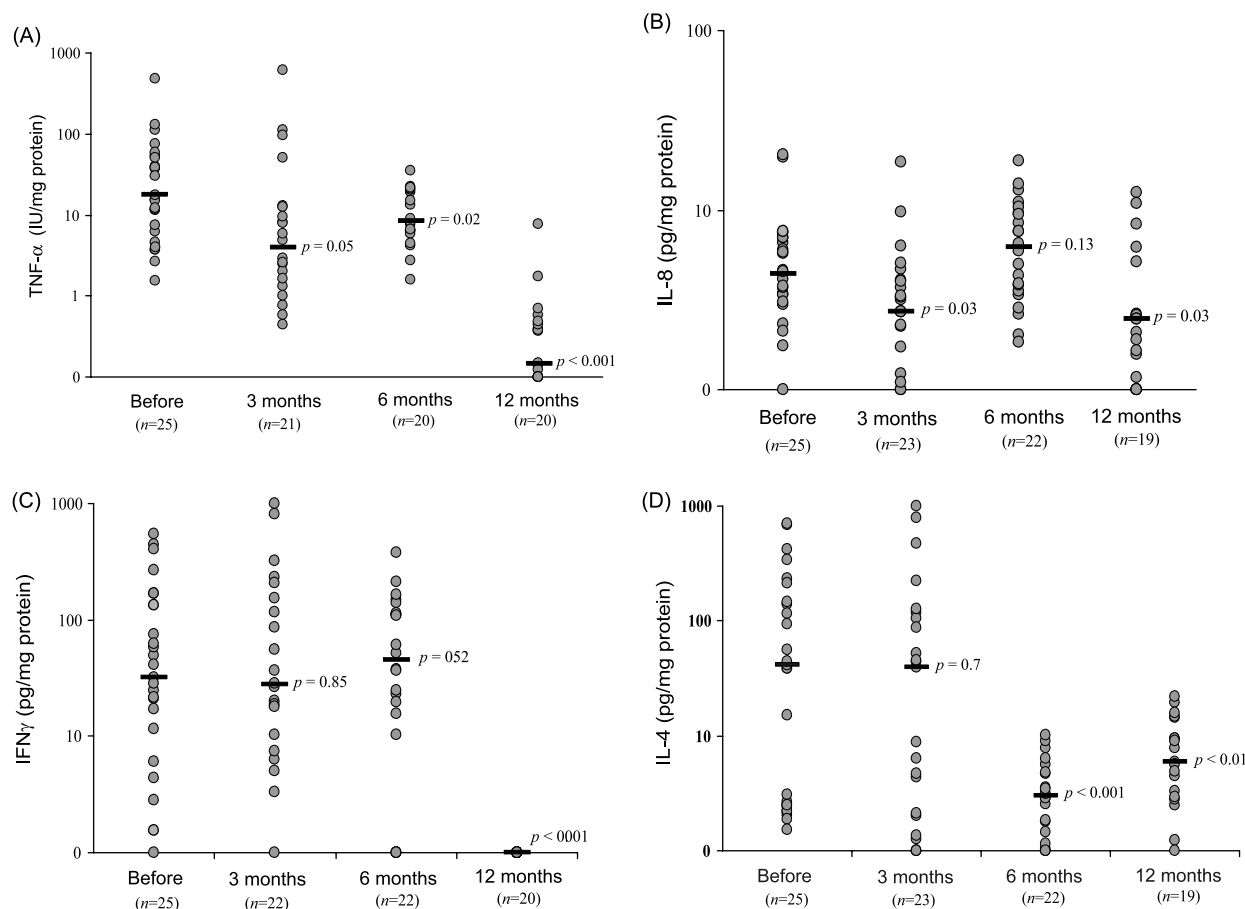 (A)
TNF-α (IU/mg protein)
1000
100
10
1
0
p = 0.05
p = 0.02
p < 0.001
Before
3 months
6 months
12 months
(n=25)
(n=21)
(n=20)
(n=20)
(B)
IL-8 (pg/mg protein)
100
10
0
p = 0.03
p = 0.13
p = 0.03
Before
3 months
6 months
12 months
(n=25)
(n=23)
(n=22)
(n=19)
(C)
IFNγ (pg/mg protein)
1000
100
10
0
p = 0.85
p = 052
p < 0001
Before
3 months
6 months
12 months
(n=25)
(n=22)
(n=22)
(n=20)
(D)
IL-4 (pg/mg protein)
1000
100
10
0
p = 0.7
p < 0.001
p < 0.01
Before
3 months
6 months
12 months
(n=25)
(n=23)
(n=22)
(n=19)